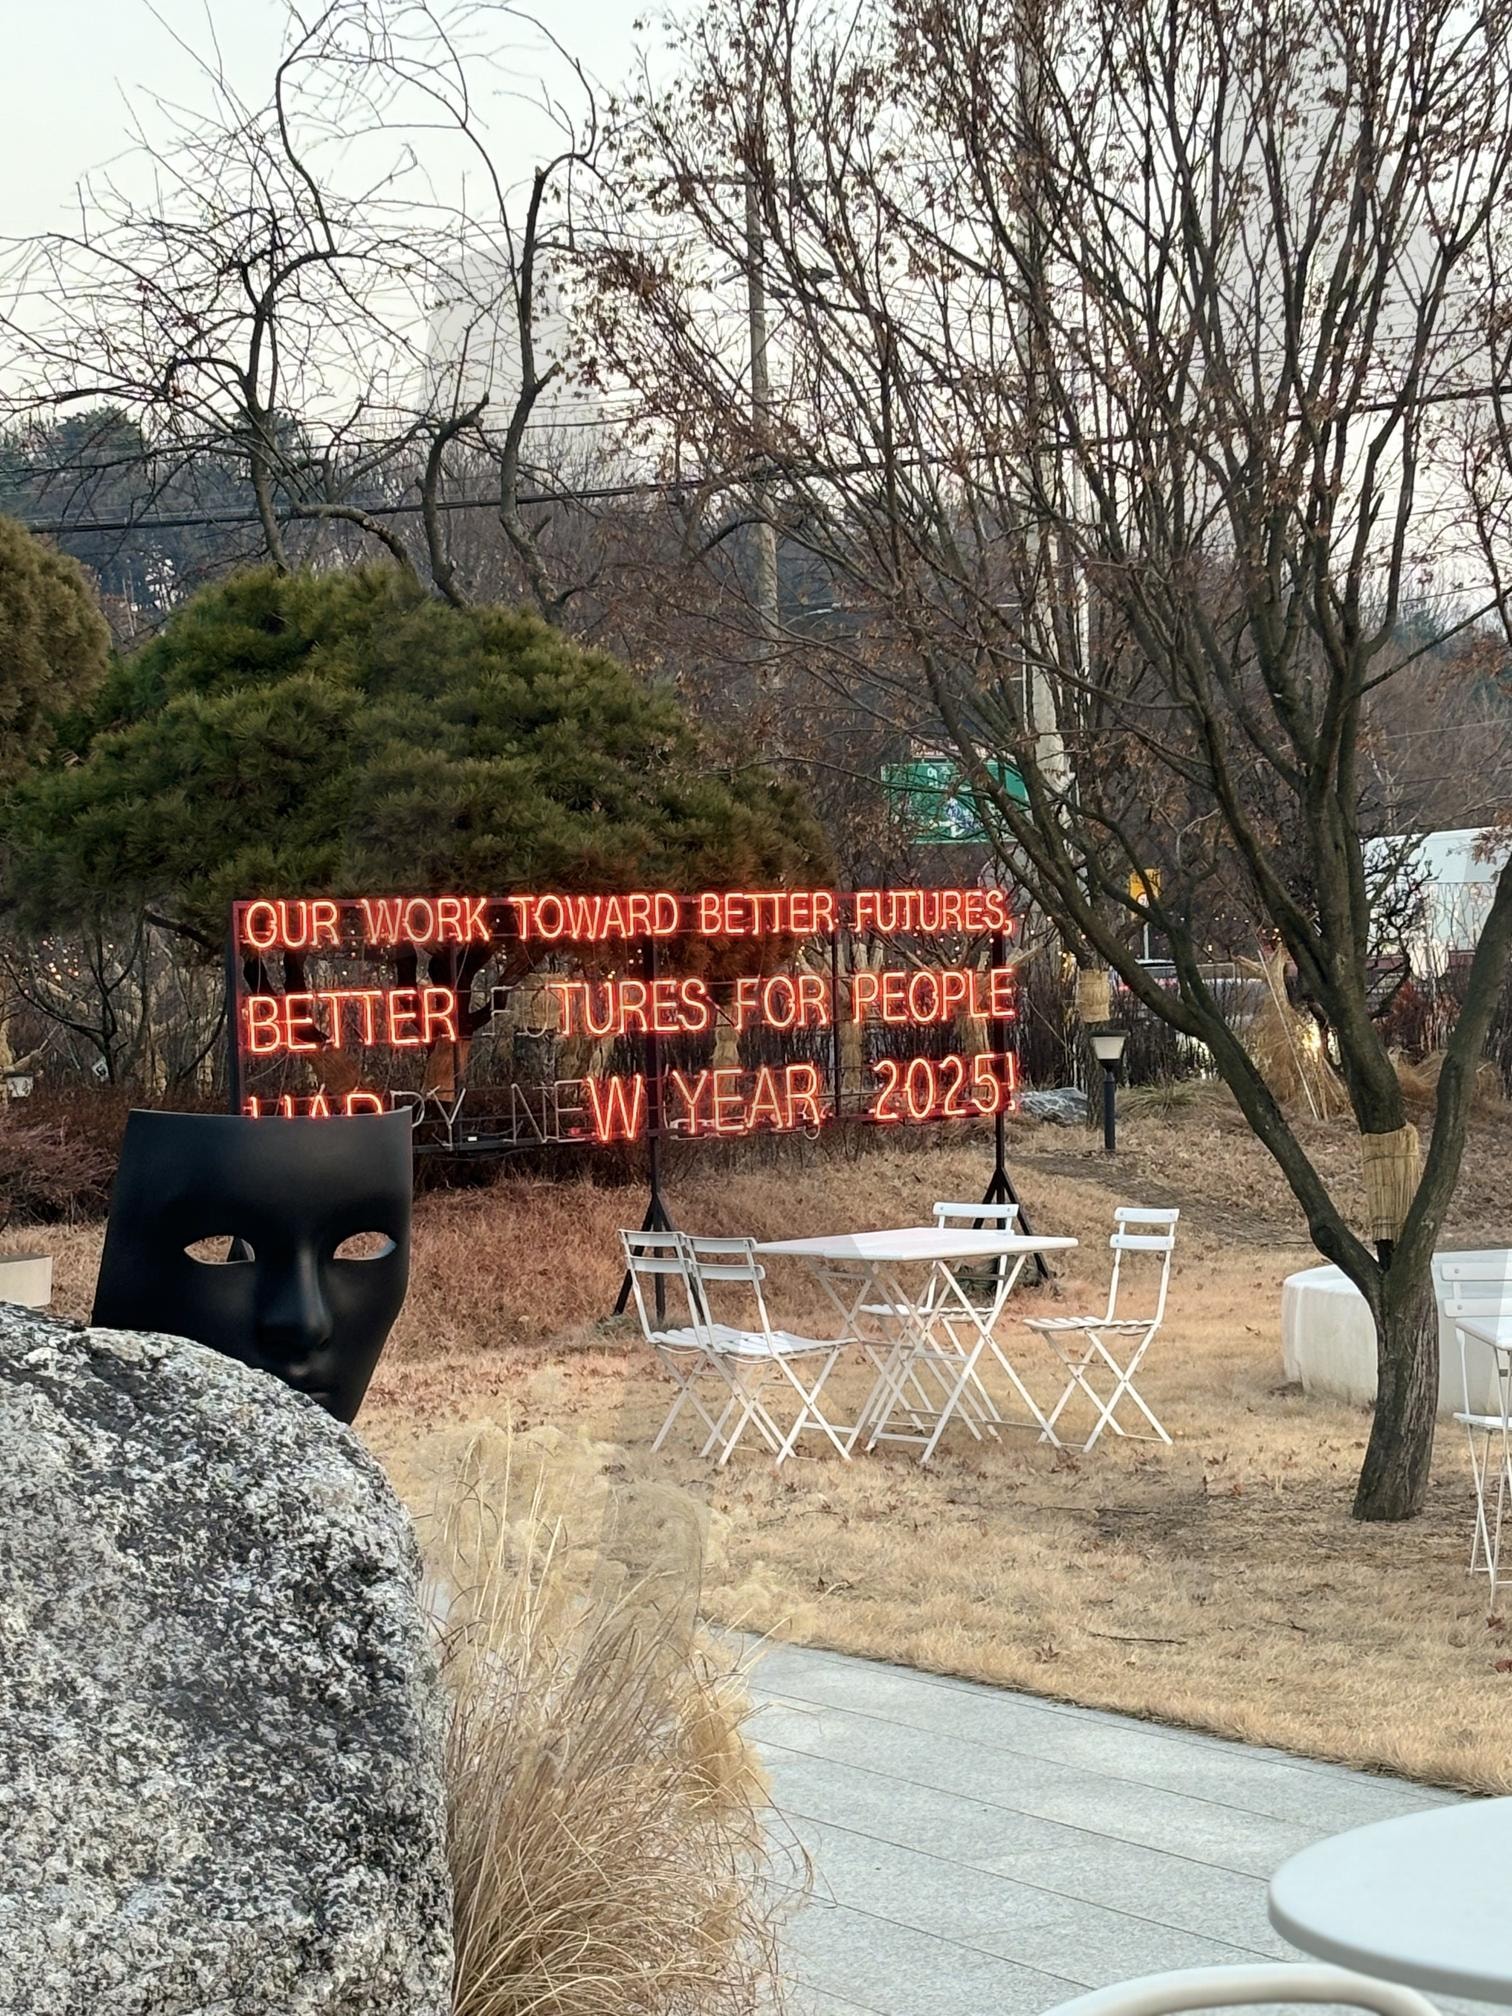 OUR WORK TOWARD BETTER FUTURES,
BETTER FUTURES FOR PEOPLE
HAPPY NEW YEAR 2025!